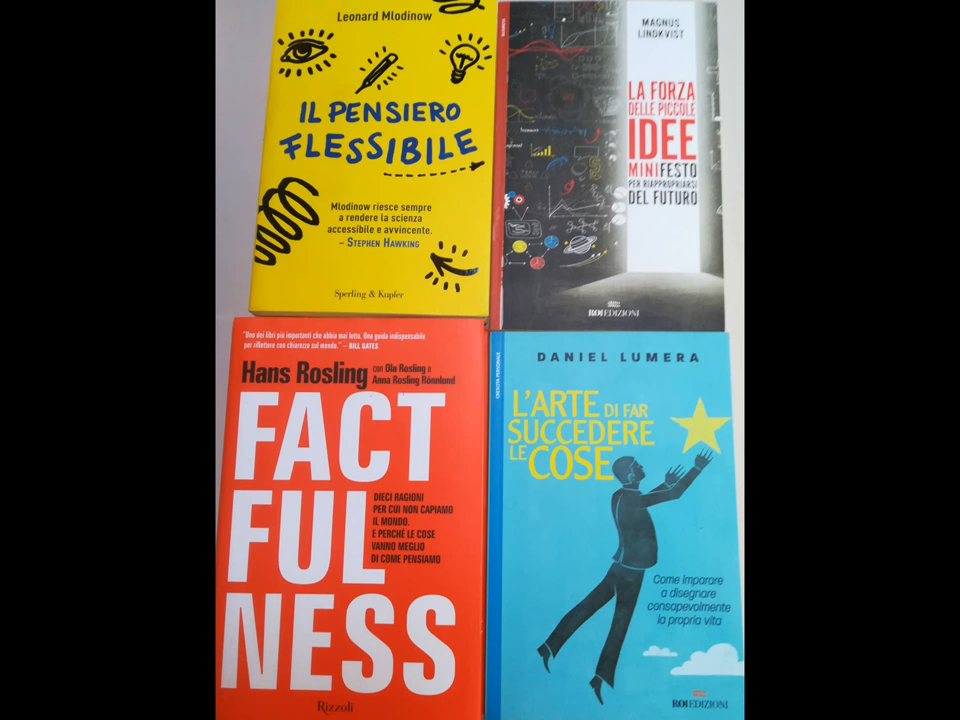 Leonard Mlodinow
IL PENSIERO
FLESSIBILE
Mlodinow riesce sempre
a rendere la scienza
accessibile e avvincente.
– STEPHEN HAWKING
Sperling & Kupfer
BUSINESS
MAGNUS
LINDKVIST
LA FORZA
DELLE PICCOLE
IDEE
MINIFESTO
PER RIAPPROPRIARSI
DEL FUTURO
ROI EDIZIONI
"Uno dei libri più importanti che abbia mai letto. Una guida indispensabile
per riflettere con chiarezza sul mondo." – BILL GATES
Hans Rosling con Ola Rosling e
Anna Rosling Rönnlund
FACT
FUL
NESS
DIECI RAGIONI
PER CUI NON CAPIAMO
IL MONDO.
E PERCHÉ LE COSE
VANNO MEGLIO
DI COME PENSIAMO
Rizzoli
CRESCITA PERSONALE
DANIEL LUMERA
L'ARTE DI FAR
SUCCEDERE
LE COSE
Come imparare
a disegnare
consapevolmente
la propria vita
ROI EDIZIONI